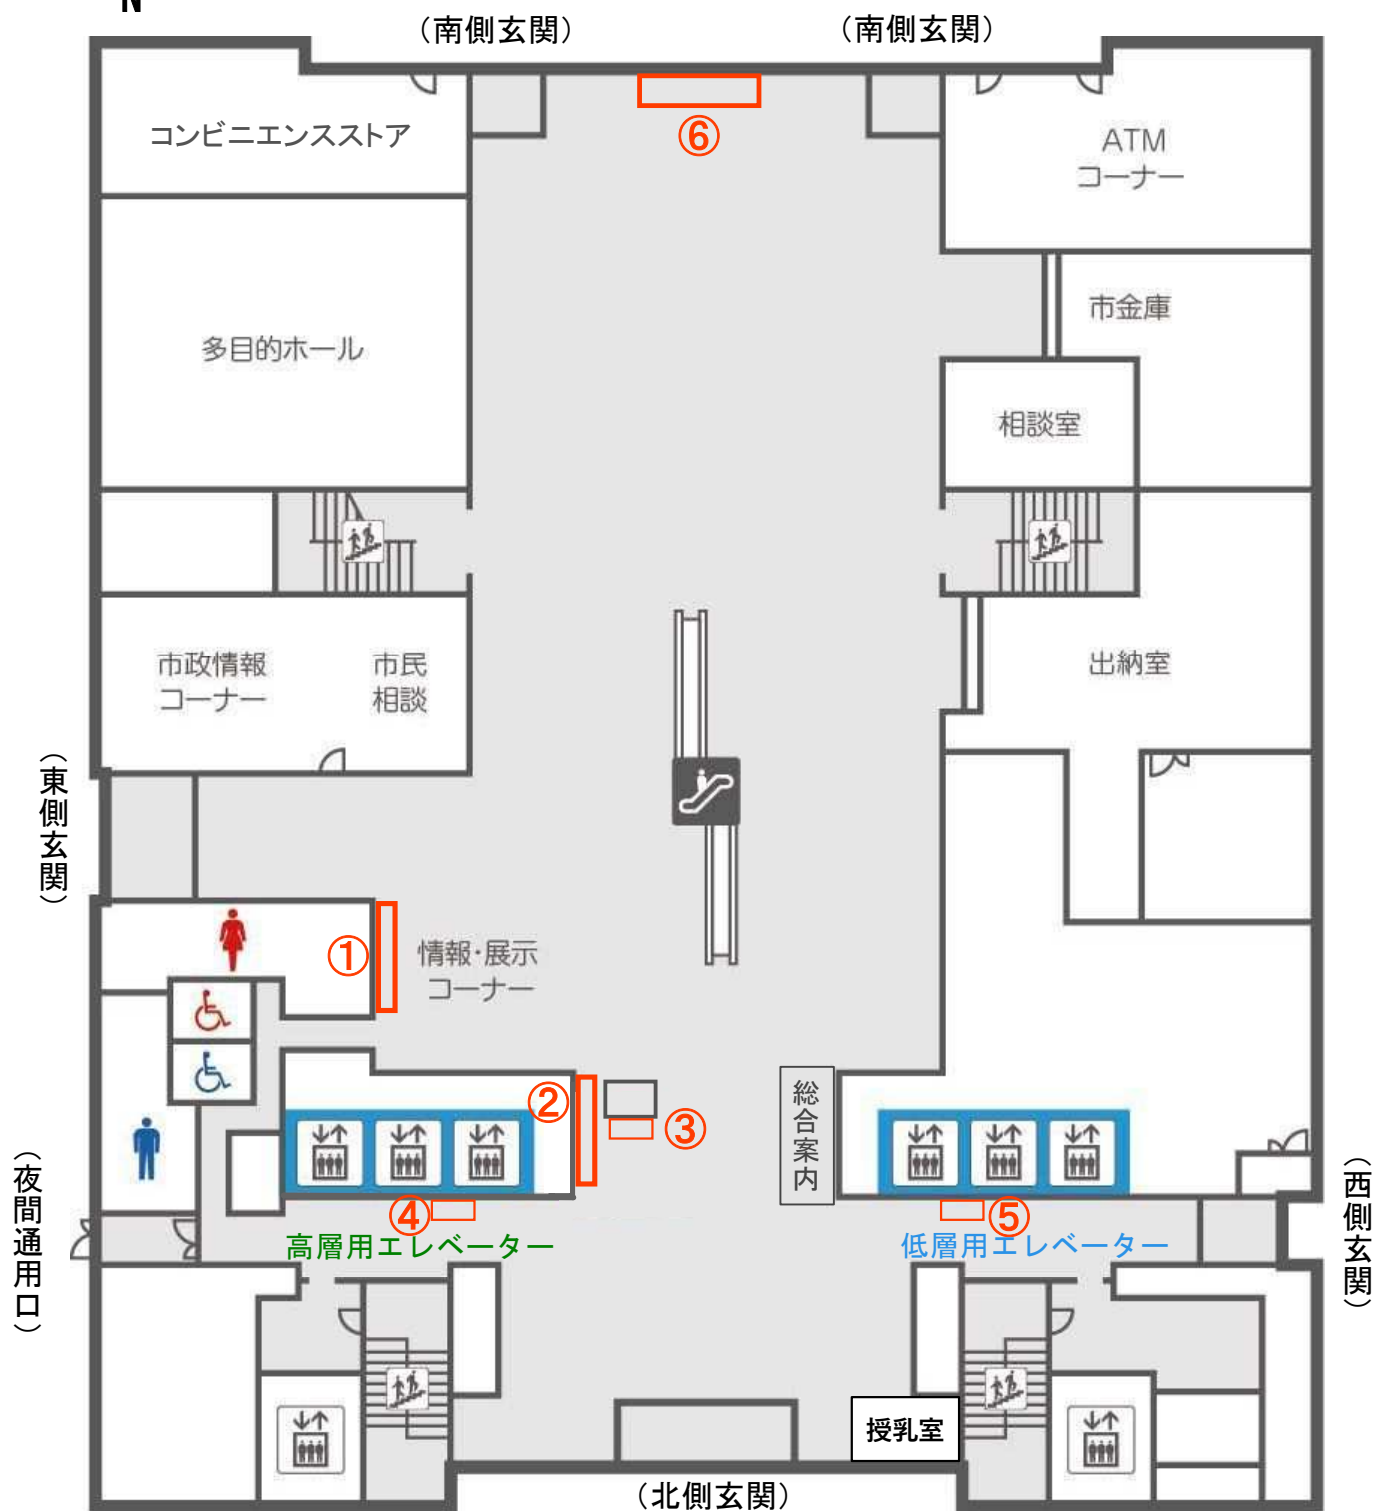 N
（南側玄関）
（南側玄関）
コンビニエンスストア
⑥
ATM
コーナー
市金庫
多目的ホール
相談室
市政情報
コーナー
市民
相談
出納室
（東側玄関）
①
情報・展示
コーナー
②
③
総合案内
④
⑤
高層用エレベーター
低層用エレベーター
（夜間通用口）
（西側玄関）
授乳室
（北側玄関）